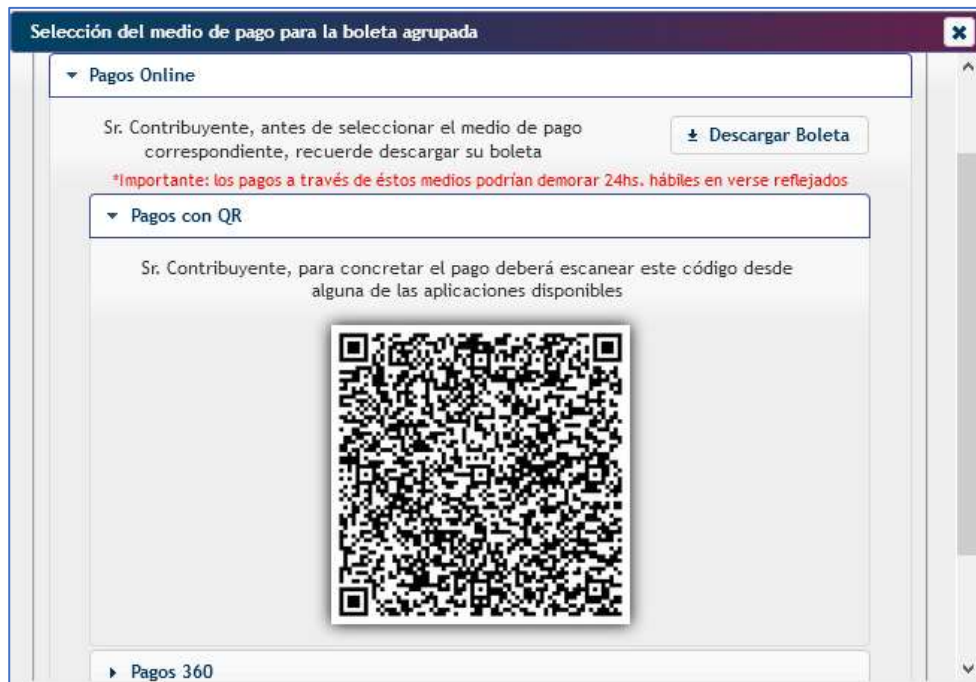 Selección del medio de pago para la boleta agrupada
Pagos Online
Sr. Contribuyente, antes de seleccionar el medio de pago
correspondiente, recuerde descargar su boleta
Descargar Boleta
*Importante: los pagos a través de éstos medios podrían demorar 24hs. hábiles en verse reflejados
Pagos con QR
Sr. Contribuyente, para concretar el pago deberá escanear este código desde
alguna de las aplicaciones disponibles
Pagos 360